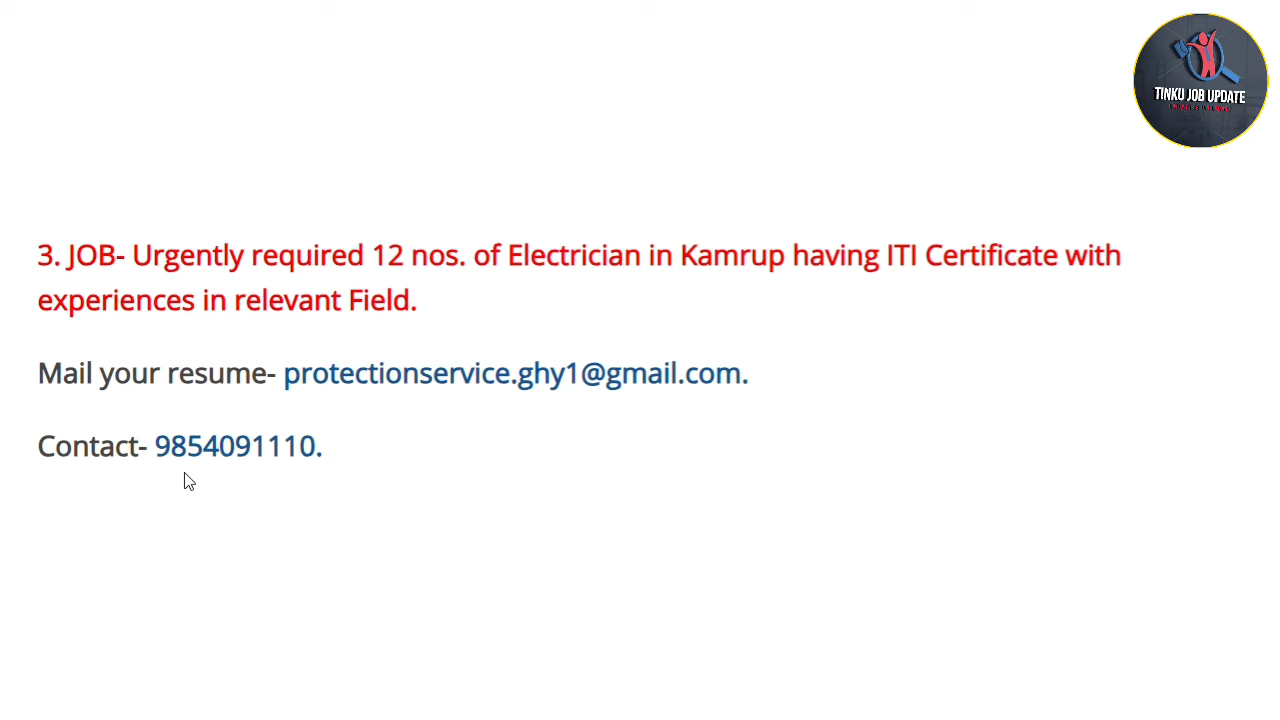 TINKU JOB UPDATE
3. JOB- Urgently required 12 nos. of Electrician in Kamrup having ITI Certificate with
experiences in relevant Field.
Mail your resume- protectionservice.ghy1@gmail.com.
Contact- 9854091110.